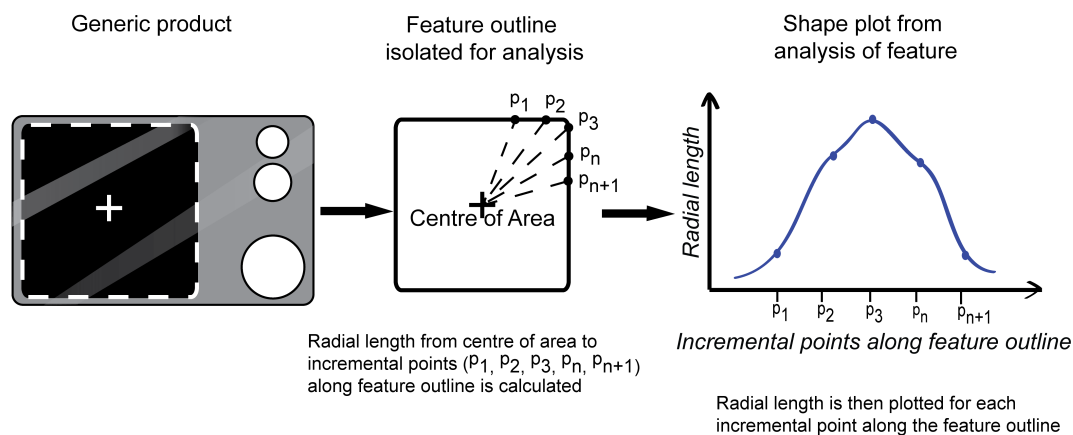 Generic product
Feature outline
isolated for analysis
Shape plot from
analysis of feature
p1
p2
p3
pn
pn+1
Centre of Area
Radial length from centre of area to
incremental points (p1, p2, p3, pn, pn+1)
along feature outline is calculated
Radial length
p1 p2 p3 pn pn+1
Incremental points along feature outline
Radial length is then plotted for each
incremental point along the feature outline